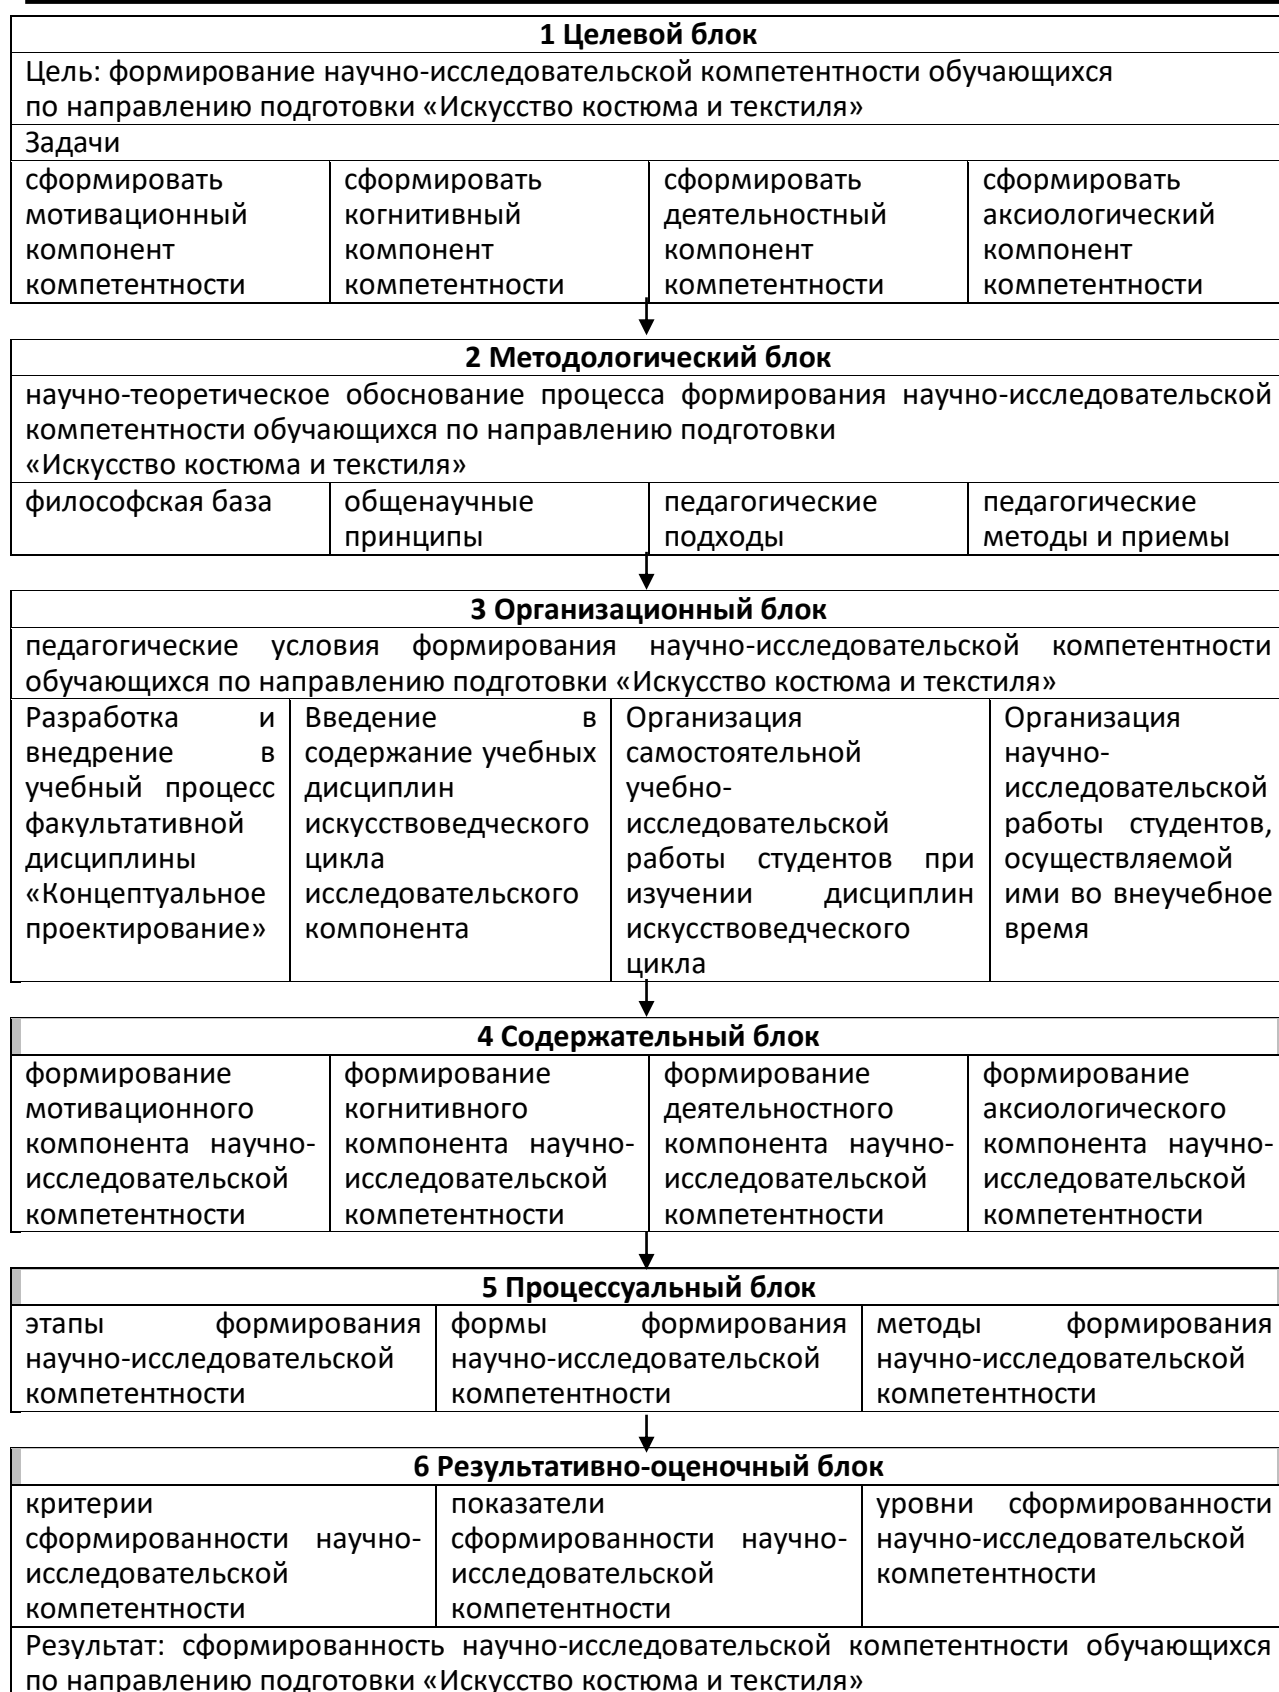 1 Целевой блок
Цель: формирование научно-исследовательской компетентности обучающихся
по направлению подготовки «Искусство костюма и текстиля»
Задачи
сформировать
мотивационный
компонент
компетентности
сформировать
когнитивный
компонент
компетентности
сформировать
деятельностный
компонент
компетентности
сформировать
аксиологический
компонент
компетентности
2 Методологический блок
научно-теоретическое обоснование процесса формирования научно-исследовательской
компетентности обучающихся по направлению подготовки
«Искусство костюма и текстиля»
философская база
общенаучные
принципы
педагогические
подходы
педагогические
методы и приемы
3 Организационный блок
педагогические условия формирования научно-исследовательской компетентности
обучающихся по направлению подготовки «Искусство костюма и текстиля»
Разработка и
внедрение в
учебный процесс
факультативной
дисциплины
«Концептуальное
проектирование»
Введение в
содержание учебных
дисциплин
искусствоведческого
цикла
исследовательского
компонента
Организация
самостоятельной
учебно-
исследовательской
работы студентов при
изучении дисциплин
искусствоведческого
цикла
Организация
научно-
исследовательской
работы студентов,
осуществляемой
ими во внеучебное
время
4 Содержательный блок
формирование
мотивационного
компонента научно-
исследовательской
компетентности
формирование
когнитивного
компонента научно-
исследовательской
компетентности
формирование
деятельностного
компонента научно-
исследовательской
компетентности
формирование
аксиологического
компонента научно-
исследовательской
компетентности
5 Процессуальный блок
этапы формирования
научно-исследовательской
компетентности
формы формирования
научно-исследовательской
компетентности
методы формирования
научно-исследовательской
компетентности
6 Результативно-оценочный блок
критерии
сформированности научно-
исследовательской
компетентности
показатели
сформированности научно-
исследовательской
компетентности
уровни сформированности
научно-исследовательской
компетентности
Результат: сформированность научно-исследовательской компетентности обучающихся
по направлению подготовки «Искусство костюма и текстиля»